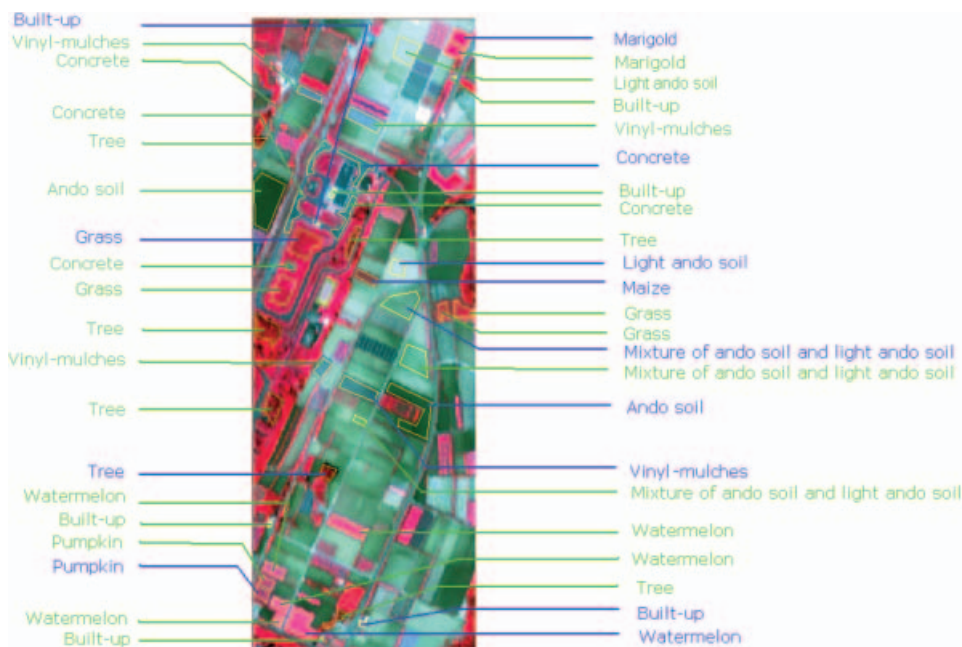 Built-up
Vinyl-mulches
Concrete
Concrete
Tree
Ando soil
Grass
Concrete
Grass
Tree
Vinyl-mulches
Tree
Tree
Watermelon
Built-up
Pumpkin
Pumpkin
Watermelon
Built-up
Marigold
Marigold
Light ando soil
Built-up
Vinyl-mulches
Concrete
Built-up
Concrete
Tree
Light ando soil
Maize
Grass
Grass
Mixture of ando soil and light ando soil
Mixture of ando soil and light ando soil
Ando soil
Vinyl-mulches
Mixture of ando soil and light ando soil
Watermelon
Watermelon
Tree
Built-up
Watermelon